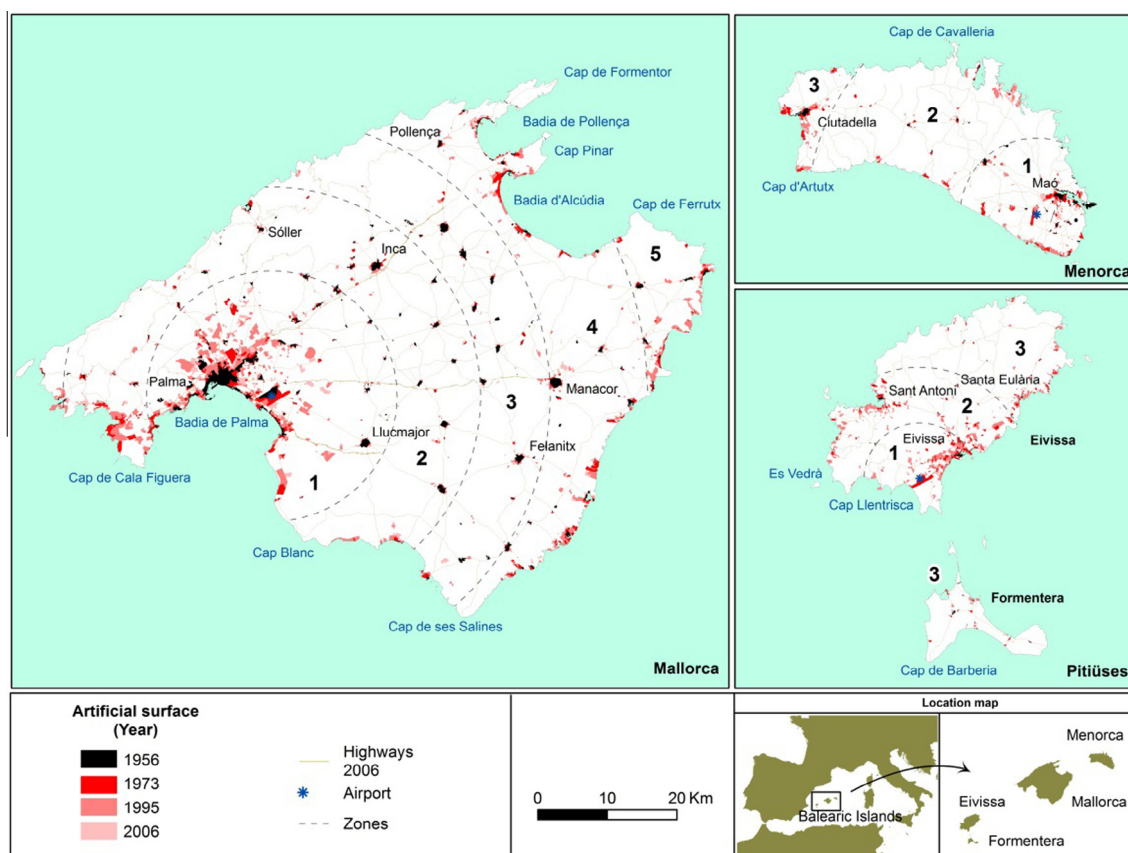 Cap de Formentor
Pollença
Badia de Pollença
Cap Pinar
Badia d'Alcúdia
Cap de Ferrutx
Sóller
Inca
5
4
Palma
Manacor
3
Badia de Palma
Llucmajor
Felanitx
2
1
Cap de Cala Figuera
Cap Blanc
Cap de ses Salines
Mallorca
Cap de Cavalleria
3
Ciutadella
2
1
Maó
Cap d'Artutx
Menorca
3
Sant Antoni
Santa Eulària
2
Eivissa
Eivissa
1
Es Vedrà
Cap Llentrisca
3
Formentera
Cap de Barberia
Pitiüses
Artificial surface
(Year)
1956
1973
1995
2006
Highways
2006
Airport
Zones
0 10 20 Km
Location map
Balearic Islands
Menorca
Mallorca
Eivissa
Formentera